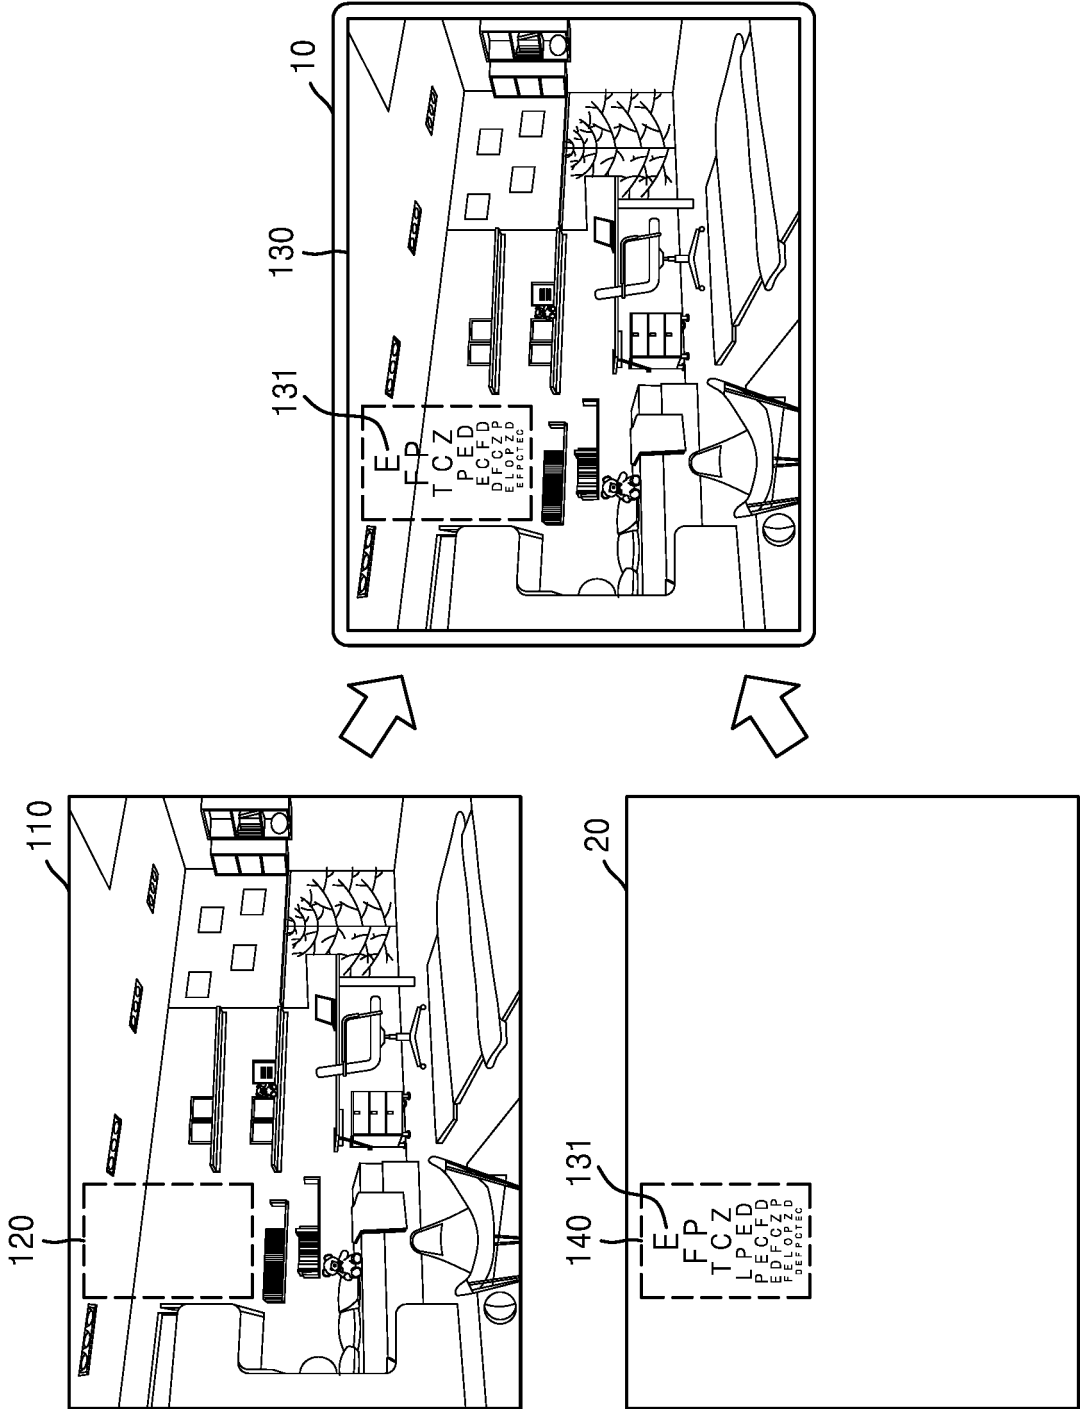 120
110
131
130
10
E
F P
T C Z
P E D
E C F D
D F C Z P
E L O P Z D
E F P C T E C
140
131
20
E
F P
T C Z
L P E D
P E C F D
E D F C Z P
F E L O P Z D
D E F P C T E C